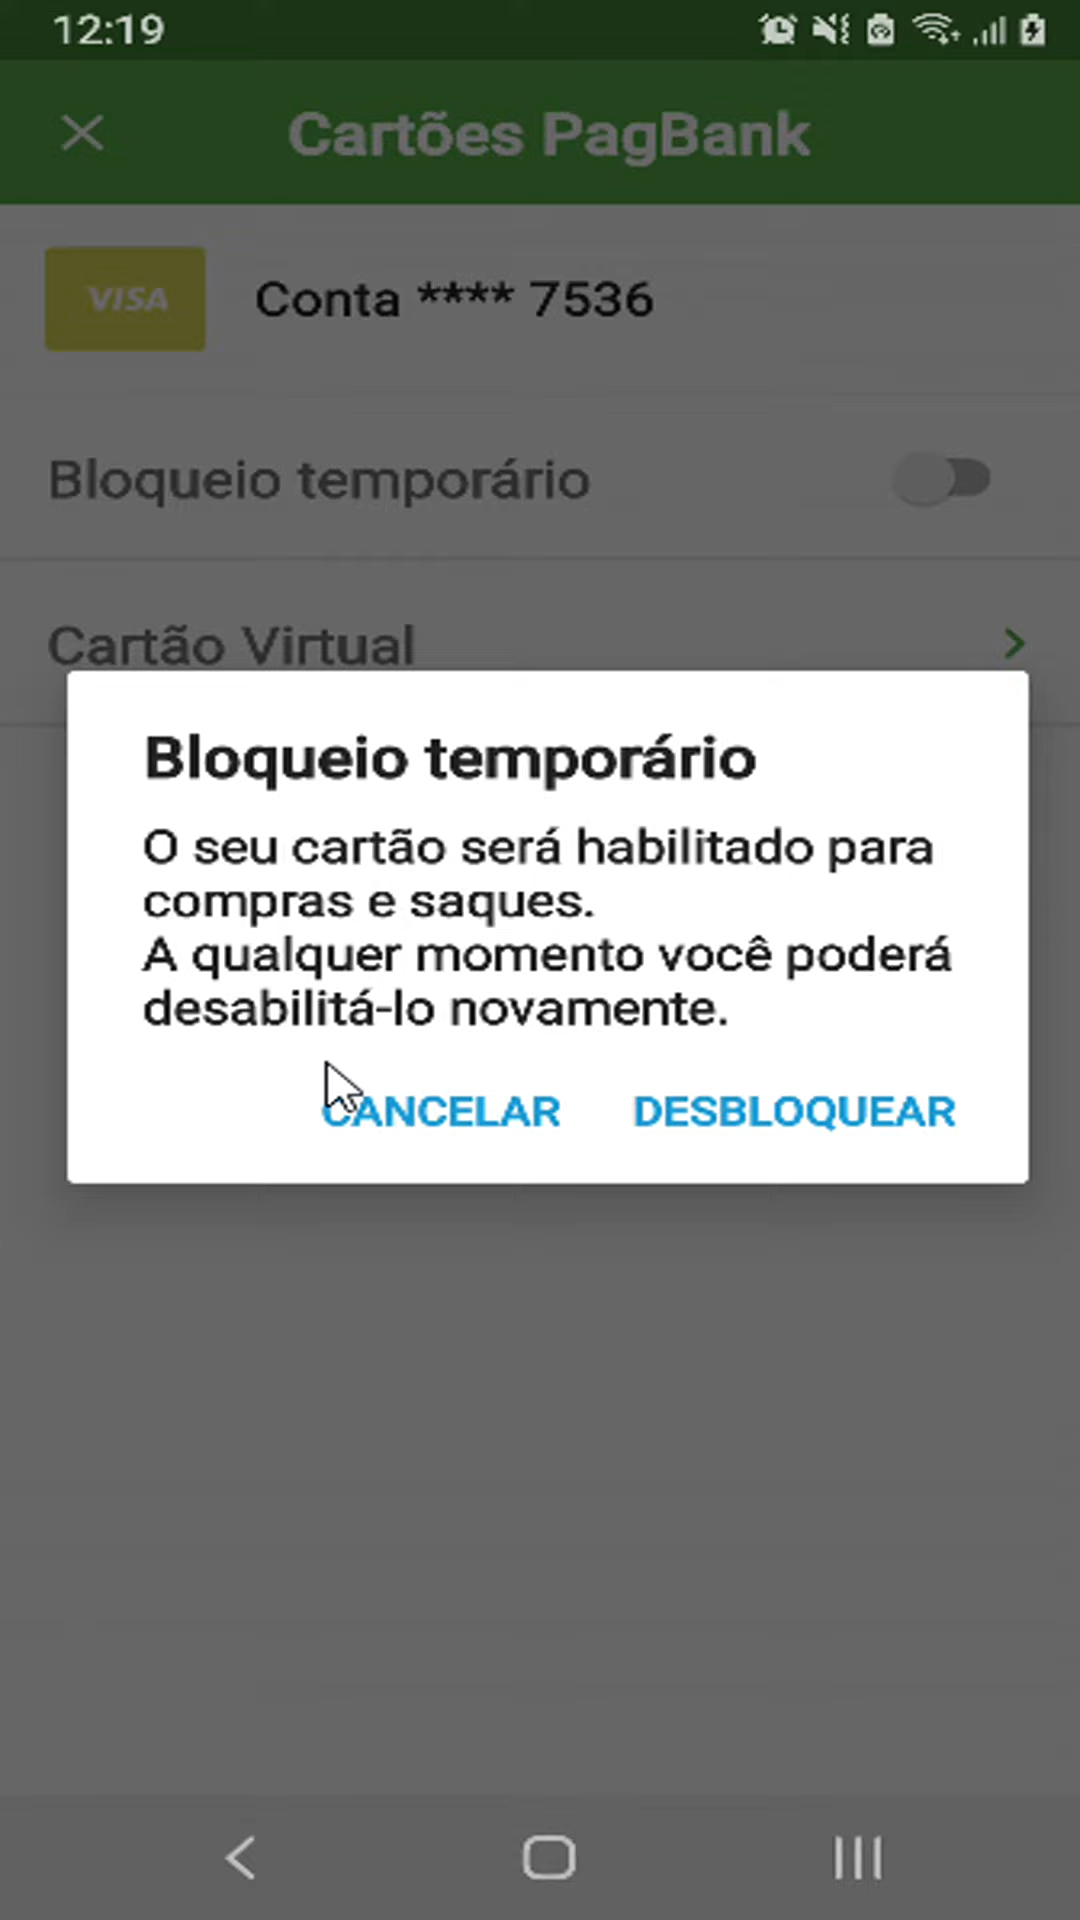 12:19
Cartões PagBank
VISA
Conta **** 7536
Bloqueio temporário
Cartão Virtual
Bloqueio temporário
O seu cartão será habilitado para
compras e saques.
A qualquer momento você poderá
desabilitá-lo novamente.
CANCELAR DESBLOQUEAR